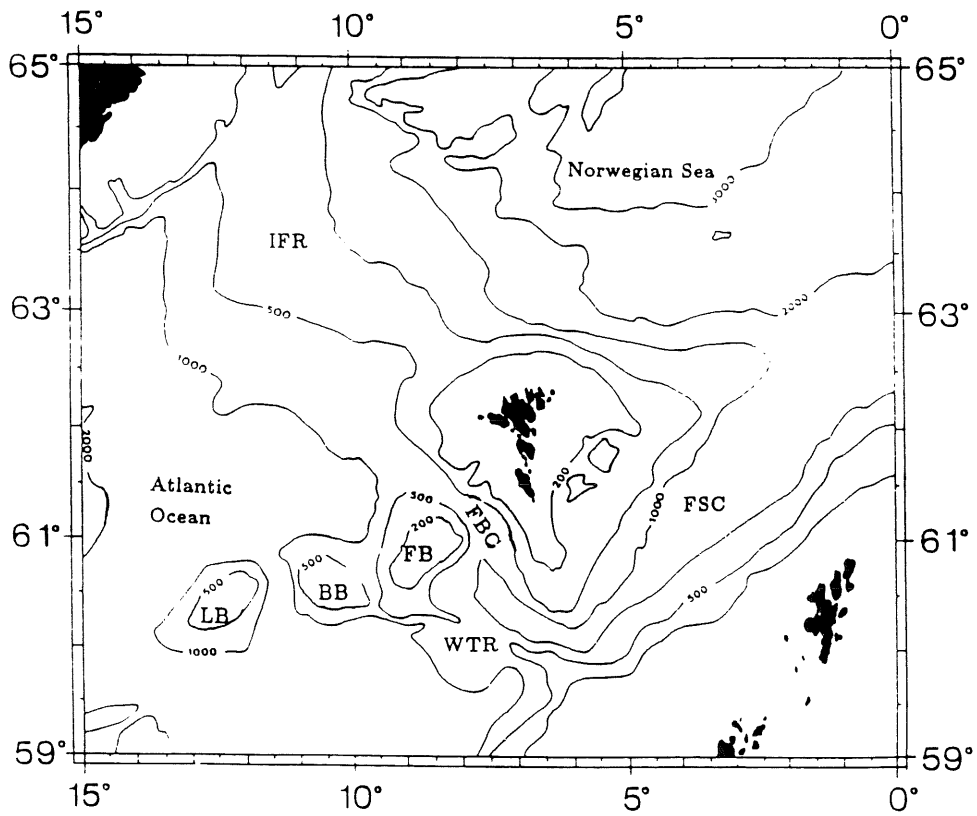 15° 10° 5° 0°
65° 65°
Norwegian Sea
3000
IFR
63° 500 2000 63°
1000
2000
200
Atlantic
Ocean
500 FBC 1000 FSC
200
61° FB 61°
500 BB
500 LB
500
1000
WTR
59° 59°
15° 10° 5° 0°